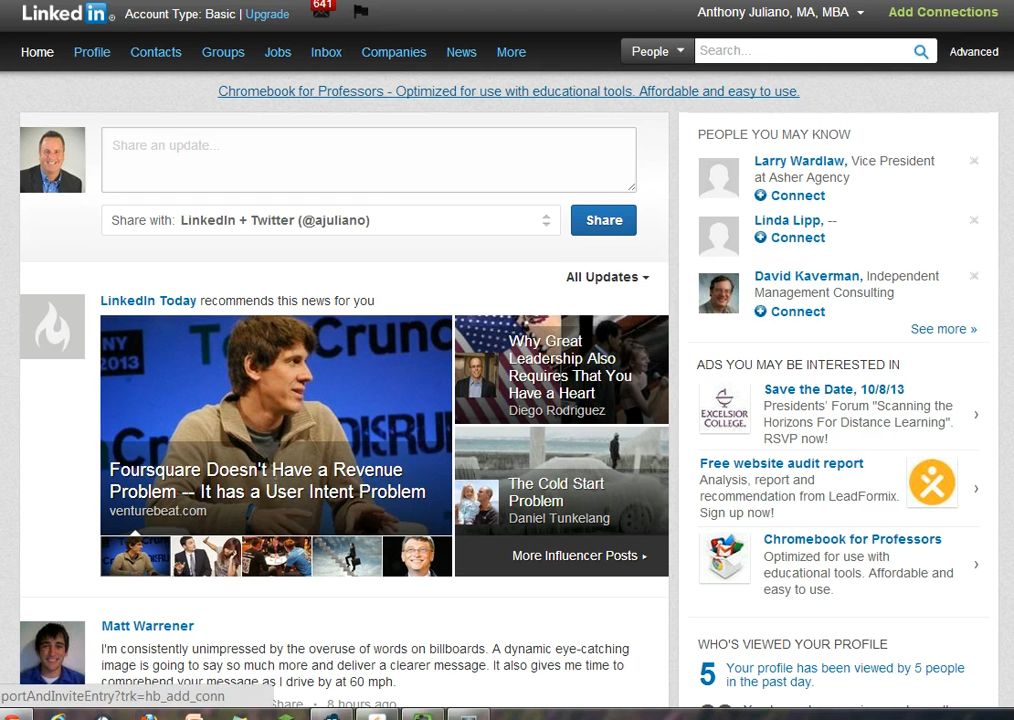 Linked in®
Account Type: Basic | Upgrade
641
Anthony Juliano, MA, MBA
Add Connections
Home Profile Contacts Groups Jobs Inbox Companies News More
People
Search...
Advanced
Chromebook for Professors - Optimized for use with educational tools. Affordable and easy to use.
Share an update...
Share with: LinkedIn + Twitter (@ajuliano)
Share
All Updates
LinkedIn Today recommends this news for you
NY
2013
Foursquare Doesn't Have a Revenue
Problem -- It has a User Intent Problem
venturebeat.com
Why Great
Leadership Also
Requires That You
Have a Heart
Diego Rodriguez
The Cold Start
Problem
Daniel Tunkelang
More Influencer Posts
Matt Warrener
I'm consistently unimpressed by the overuse of words on billboards. A dynamic eye-catching
image is going to say so much more and deliver a clearer message. It also gives me time to
comprehend your message as I drive by at 60 mph.
portAndInviteEntry?trk=hb_add_conn
Share · 8 hours ago
PEOPLE YOU MAY KNOW
Larry Wardlaw, Vice President
at Asher Agency
Connect
Linda Lipp, --
Connect
David Kaverman, Independent
Management Consulting
Connect
See more »
ADS YOU MAY BE INTERESTED IN
EXCELSIOR
COLLEGE
Save the Date, 10/8/13
Presidents' Forum "Scanning the
Horizons For Distance Learning".
RSVP now!
Free website audit report
Analysis, report and
recommendation from LeadFormix.
Sign up now!
Chromebook for Professors
Optimized for use with
educational tools. Affordable and
easy to use.
WHO'S VIEWED YOUR PROFILE
5 Your profile has been viewed by 5 people
in the past day.